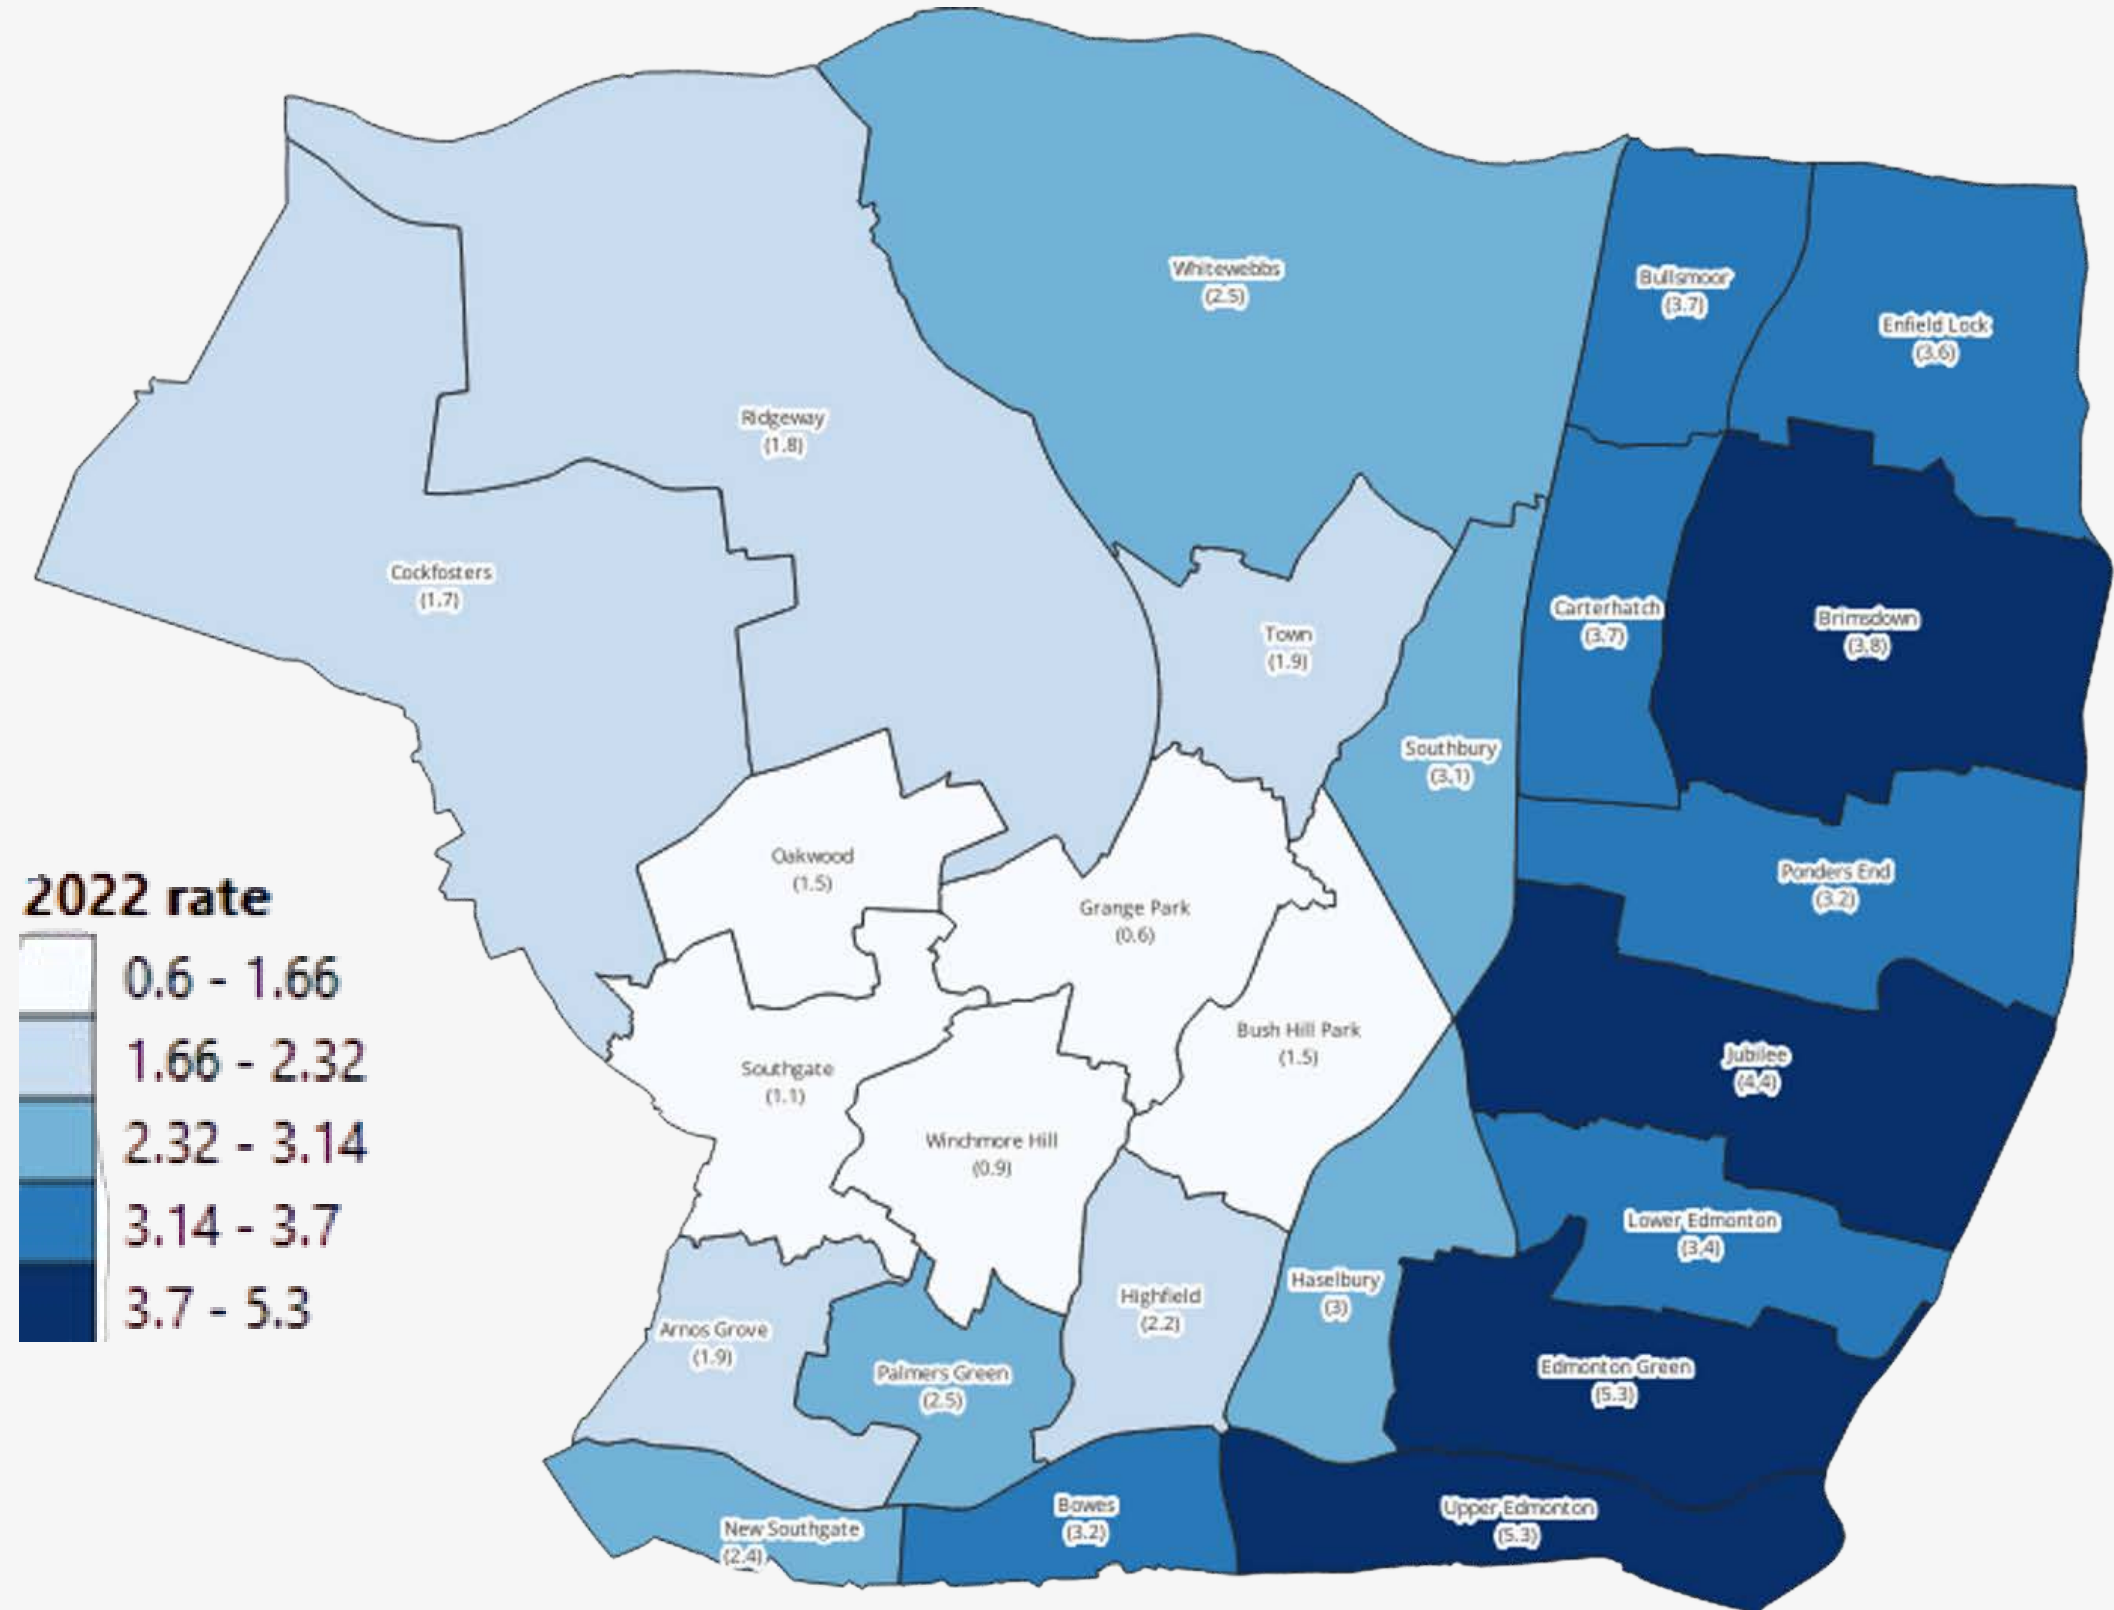 Whitewebbs
(2.5)
Bullsmoor
(3.7)
Enfield Lock
(3.6)
Ridgeway
(1.8)
Cockfosters
(1.7)
Town
(1.9)
Carterhatch
(3.7)
Brimsdown
(3.8)
Southbury
(3.1)
Oakwood
(1.5)
Grange Park
(0.6)
Ponders End
(3.2)
Bush Hill Park
(1.5)
Jubilee
(4.4)
Southgate
(1.1)
Winchmore Hill
(0.9)
Lower Edmonton
(3.4)
Haselbury
(3)
Highfield
(2.2)
Arnos Grove
(1.9)
Palmers Green
(2.5)
Edmonton Green
(5.3)
New Southgate
(2.4)
Bowes
(3.2)
Upper Edmonton
(5.3)
2022 rate
0.6 - 1.66
1.66 - 2.32
2.32 - 3.14
3.14 - 3.7
3.7 - 5.3